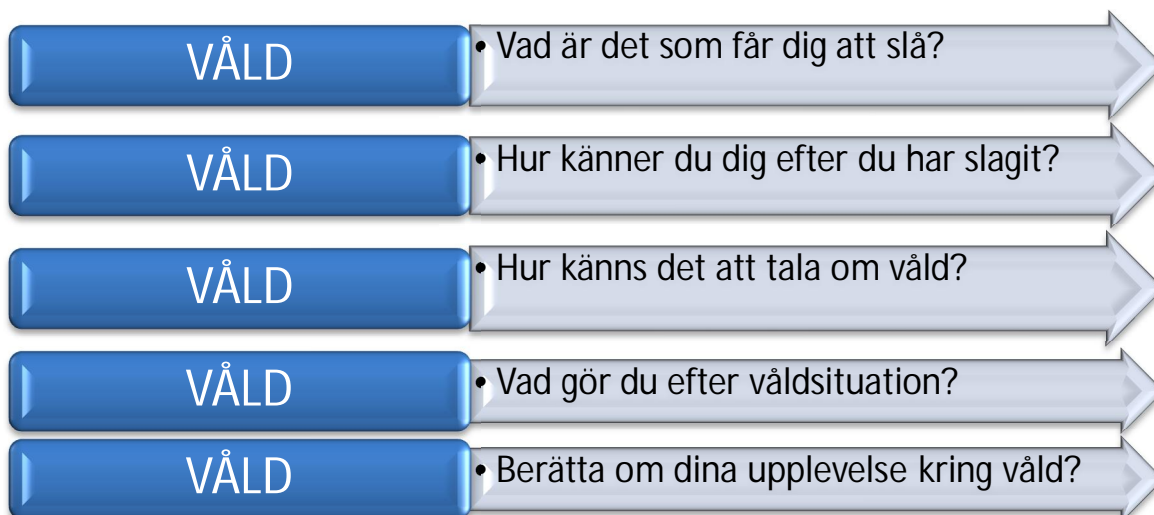 VÅLD
• Vad är det som får dig att slå?
VÅLD
• Hur känner du dig efter du har slagit?
VÅLD
• Hur känns det att tala om våld?
VÅLD
• Vad gör du efter våldsituation?
VÅLD
• Berätta om dina upplevelse kring våld?